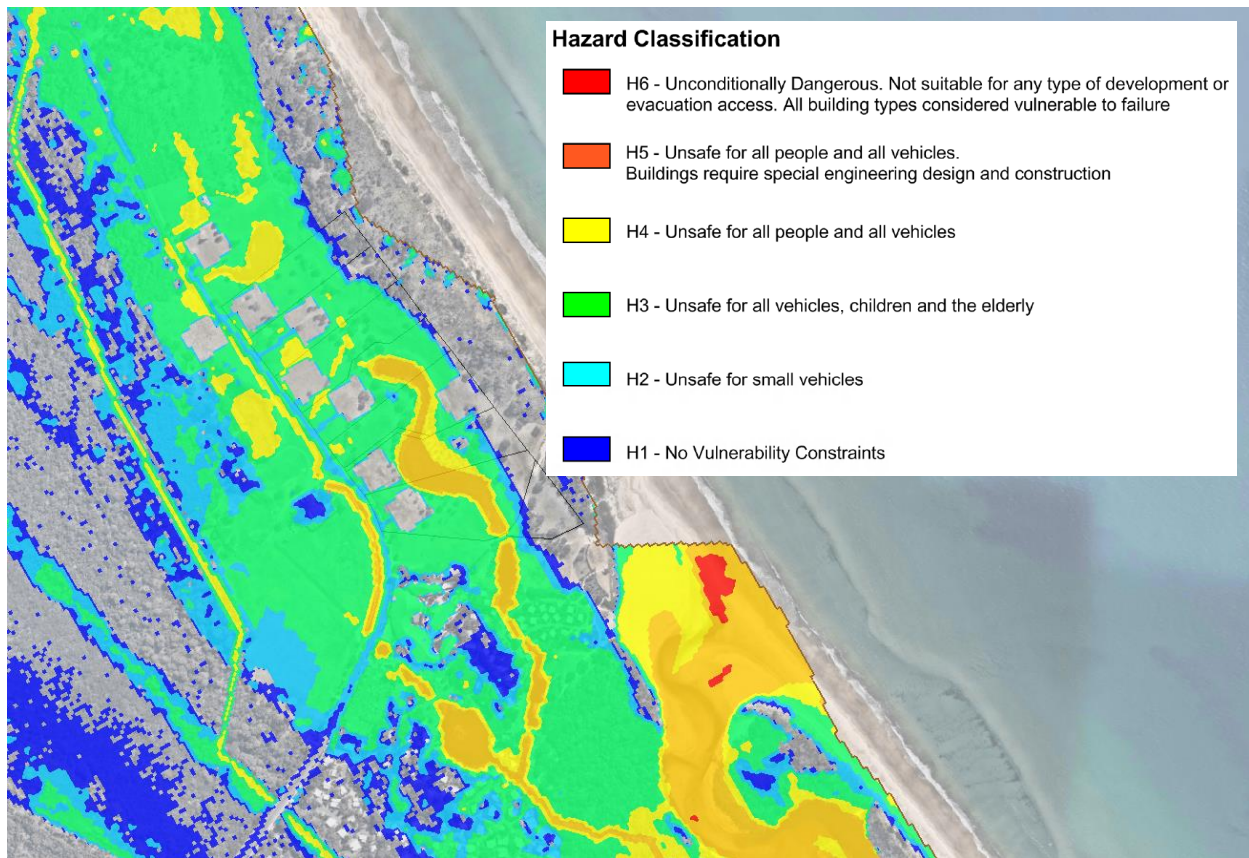 Hazard Classification
H6 - Unconditionally Dangerous. Not suitable for any type of development or
evacuation access. All building types considered vulnerable to failure
H5 - Unsafe for all people and all vehicles.
Buildings require special engineering design and construction
H4 - Unsafe for all people and all vehicles
H3 - Unsafe for all vehicles, children and the elderly
H2 - Unsafe for small vehicles
H1 - No Vulnerability Constraints